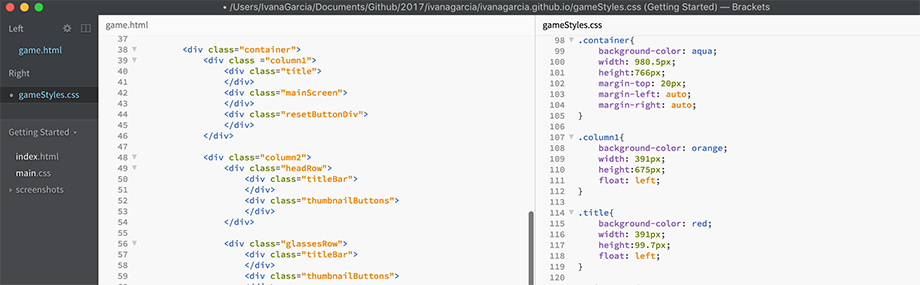 • /Users/IvanaGarcia/Documents/Github/2017/ivanagarcia/ivanagarcia.github.io/gameStyles.css (Getting Started) — Brackets
Left
game.html
Right
• gameStyles.css
Getting Started
index.html
main.css
screenshots
game.html
37
38 <div class="container">
39 <div class ="column1">
40 <div class="title">
41 </div>
42 <div class="mainScreen">
43 </div>
44 <div class="resetButtonDiv">
45 </div>
46 </div>
47
48 <div class ="column2">
49 <div class="headRow">
50 <div class="titleBar">
51 </div>
52 <div class="thumbnailButtons">
53 </div>
54 </div>
55
56 <div class="glassesRow">
57 <div class="titleBar">
58 </div>
59 <div class="thumbnailButtons">
gameStyles.css
98 .container{
99 background-color: aqua;
100 width: 980.5px;
101 height:766px;
102 margin-top: 20px;
103 margin-left: auto;
104 margin-right: auto;
105 }
106
107 .column1{
108 background-color: orange;
109 width: 391px;
110 height:675px;
111 float: left;
112 }
113
114 .title{
115 background-color: red;
116 width: 391px;
117 height:99.7px;
118 float: left;
119 }
120